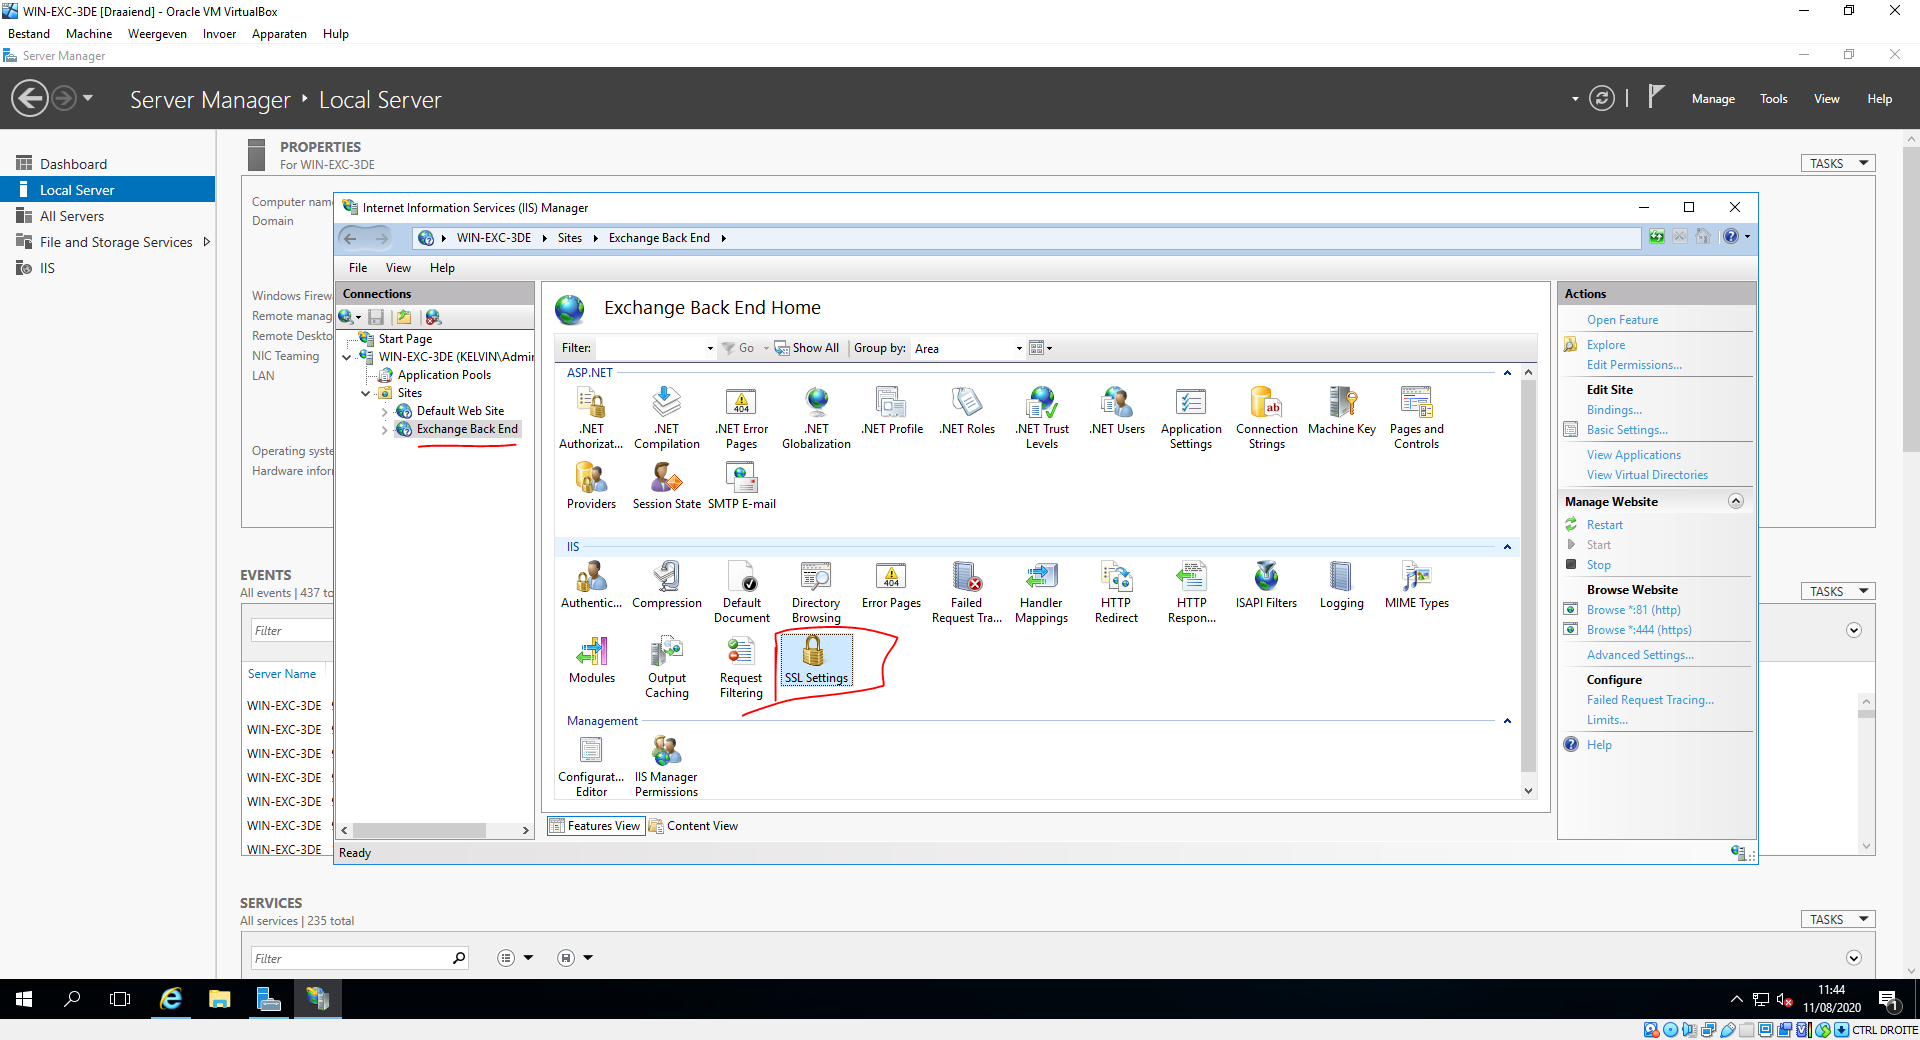 WIN-EXC-3DE [Draaiend] - Oracle VM VirtualBox
Bestand Machine Weergeven Invoer Apparaten Hulp
Server Manager
Server Manager Local Server
Manage Tools View Help
Dashboard
Local Server
All Servers
File and Storage Services
IIS
PROPERTIES
For WIN-EXC-3DE
TASKS
Computer name
Domain
Windows Firew
Remote manag
Remote Deskto
NIC Teaming
LAN
Operating syste
Hardware infor
Internet Information Services (IIS) Manager
WIN-EXC-3DE Sites Exchange Back End
File View Help
Connections
Start Page
WIN-EXC-3DE (KELVIN\Admir
Application Pools
Sites
Default Web Site
Exchange Back End
Exchange Back End Home
Filter: Go Show All Group by: Area
ASP.NET
.NET Authorizat...
.NET Compilation
.NET Error Pages
.NET Globalization
.NET Profile
.NET Roles
.NET Trust Levels
.NET Users
Application Settings
Connection Strings
Machine Key
Pages and Controls
Providers
Session State
SMTP E-mail
IIS
Authentic...
Compression
Default Document
Directory Browsing
Error Pages
Failed Request Tra...
Handler Mappings
HTTP Redirect
HTTP Respon...
ISAPI Filters
Logging
MIME Types
Modules
Output Caching
Request Filtering
SSL Settings
Management
Configurat... Editor
IIS Manager Permissions
Features View Content View
Ready
Actions
Open Feature
Explore
Edit Permissions...
Edit Site
Bindings...
Basic Settings...
View Applications
View Virtual Directories
Manage Website
Restart
Start
Stop
Browse Website
Browse *:81 (http)
Browse *:444 (https)
Advanced Settings...
Configure
Failed Request Tracing...
Limits...
Help
EVENTS
All events | 437 to
TASKS
Filter
Server Name
WIN-EXC-3DE
WIN-EXC-3DE
WIN-EXC-3DE
WIN-EXC-3DE
WIN-EXC-3DE
WIN-EXC-3DE
WIN-EXC-3DE
SERVICES
All services | 235 total
TASKS
Filter
11:44
11/08/2020
1
CTRL DROITE